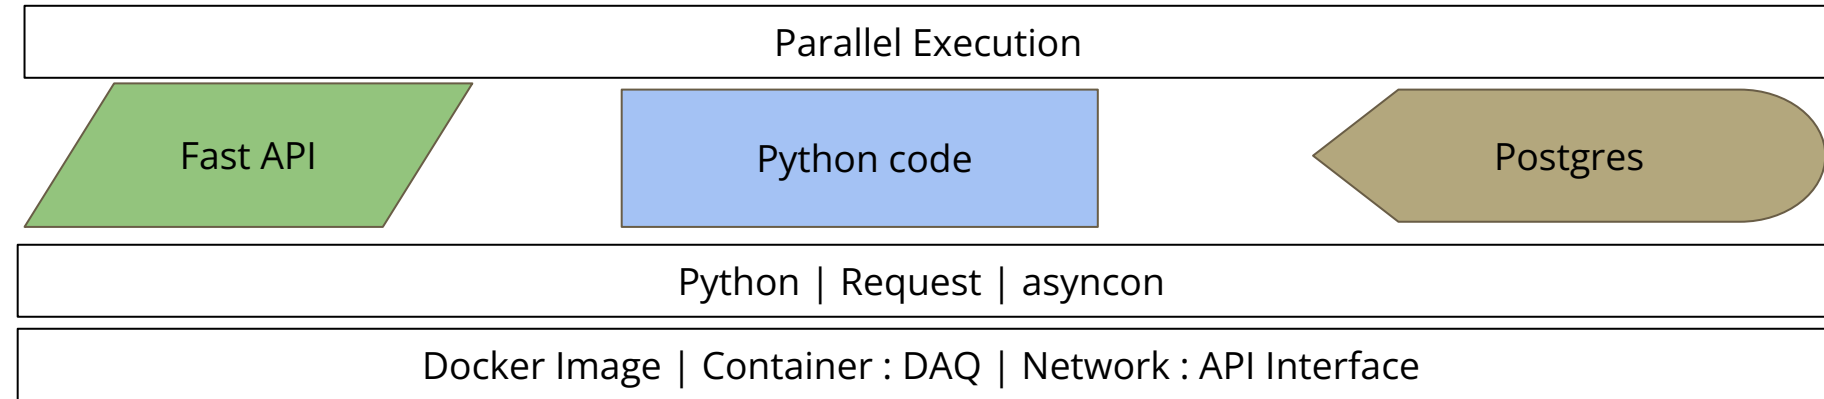 Parallel Execution
Fast API
Python code
Postgres
Python | Request | asyncon
Docker Image | Container : DAQ | Network : API Interface